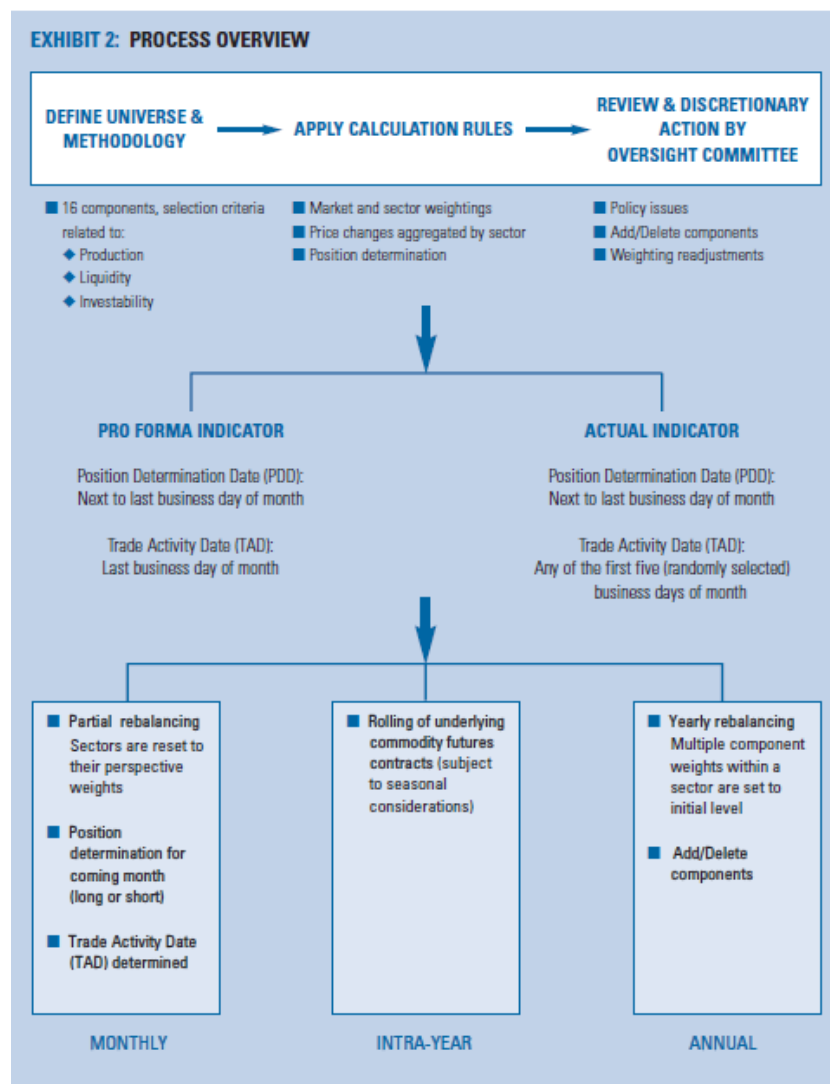 EXHIBIT 2: PROCESS OVERVIEW
DEFINE UNIVERSE &
METHODOLOGY
APPLY CALCULATION RULES
REVIEW & DISCRETIONARY
ACTION BY
OVERSIGHT COMMITTEE
■ 16 components, selection criteria
related to:
◆ Production
◆ Liquidity
◆ Investability
■ Market and sector weightings
■ Price changes aggregated by sector
■ Position determination
■ Policy issues
■ Add/Delete components
■ Weighting readjustments
PRO FORMA INDICATOR
Position Determination Date (PDD):
Next to last business day of month
Trade Activity Date (TAD):
Last business day of month
ACTUAL INDICATOR
Position Determination Date (PDD):
Next to last business day of month
Trade Activity Date (TAD):
Any of the first five (randomly selected)
business days of month
■ Partial rebalancing
Sectors are reset to
their perspective
weights
■ Position
determination for
coming month
(long or short)
■ Trade Activity Date
(TAD) determined
MONTHLY
■ Rolling of underlying
commodity futures
contracts (subject
to seasonal
considerations)
INTRA-YEAR
■ Yearly rebalancing
Multiple component
weights within a
sector are set to
initial level
■ Add/Delete
components
ANNUAL